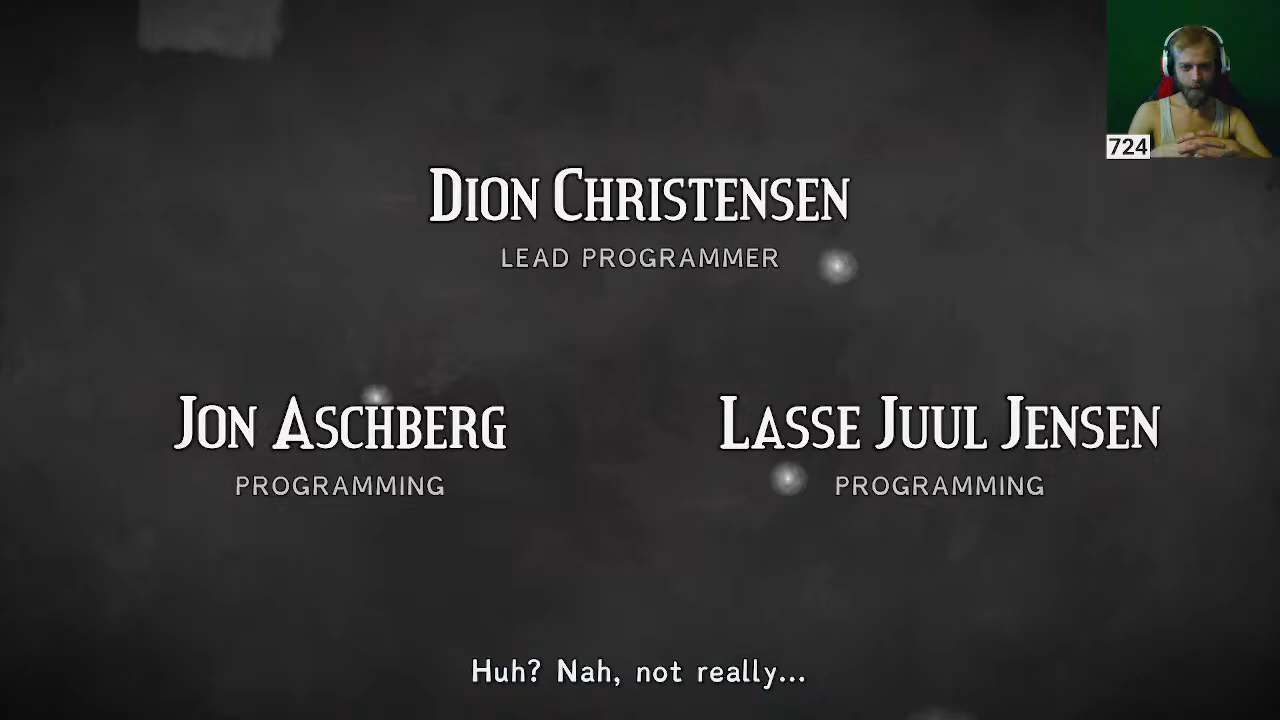 724
DION CHRISTENSEN
LEAD PROGRAMMER
JON ASCHBERG
LASSE JUUL JENSEN
PROGRAMMING
PROGRAMMING
Huh? Nah, not really...